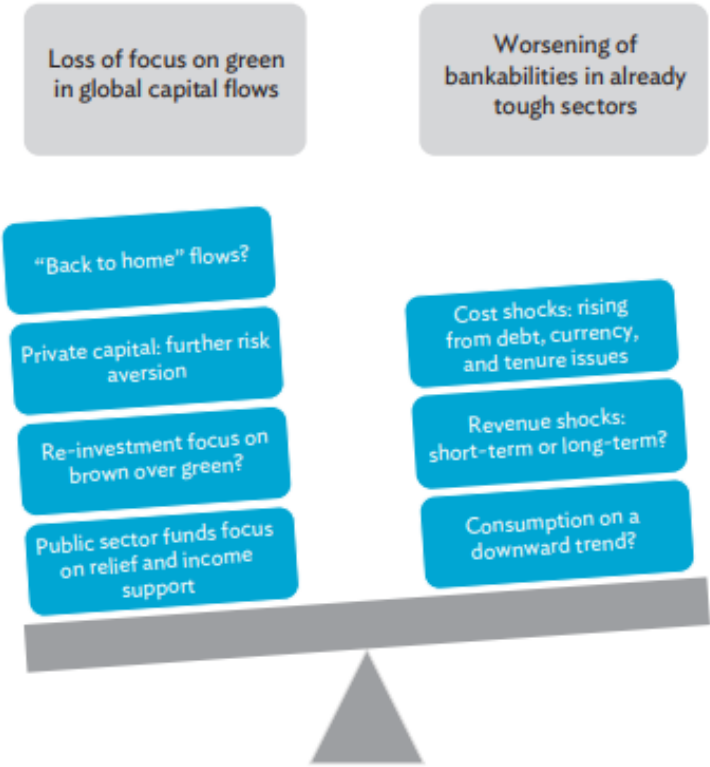 Loss of focus on green
in global capital flows
Worsening of
bankabilities in already
tough sectors
“Back to home” flows?
Private capital: further risk
aversion
Re-investment focus on
brown over green?
Public sector funds focus
on relief and income
support
Cost shocks: rising
from debt, currency,
and tenure issues
Revenue shocks:
short-term or long-term?
Consumption on a
downward trend?